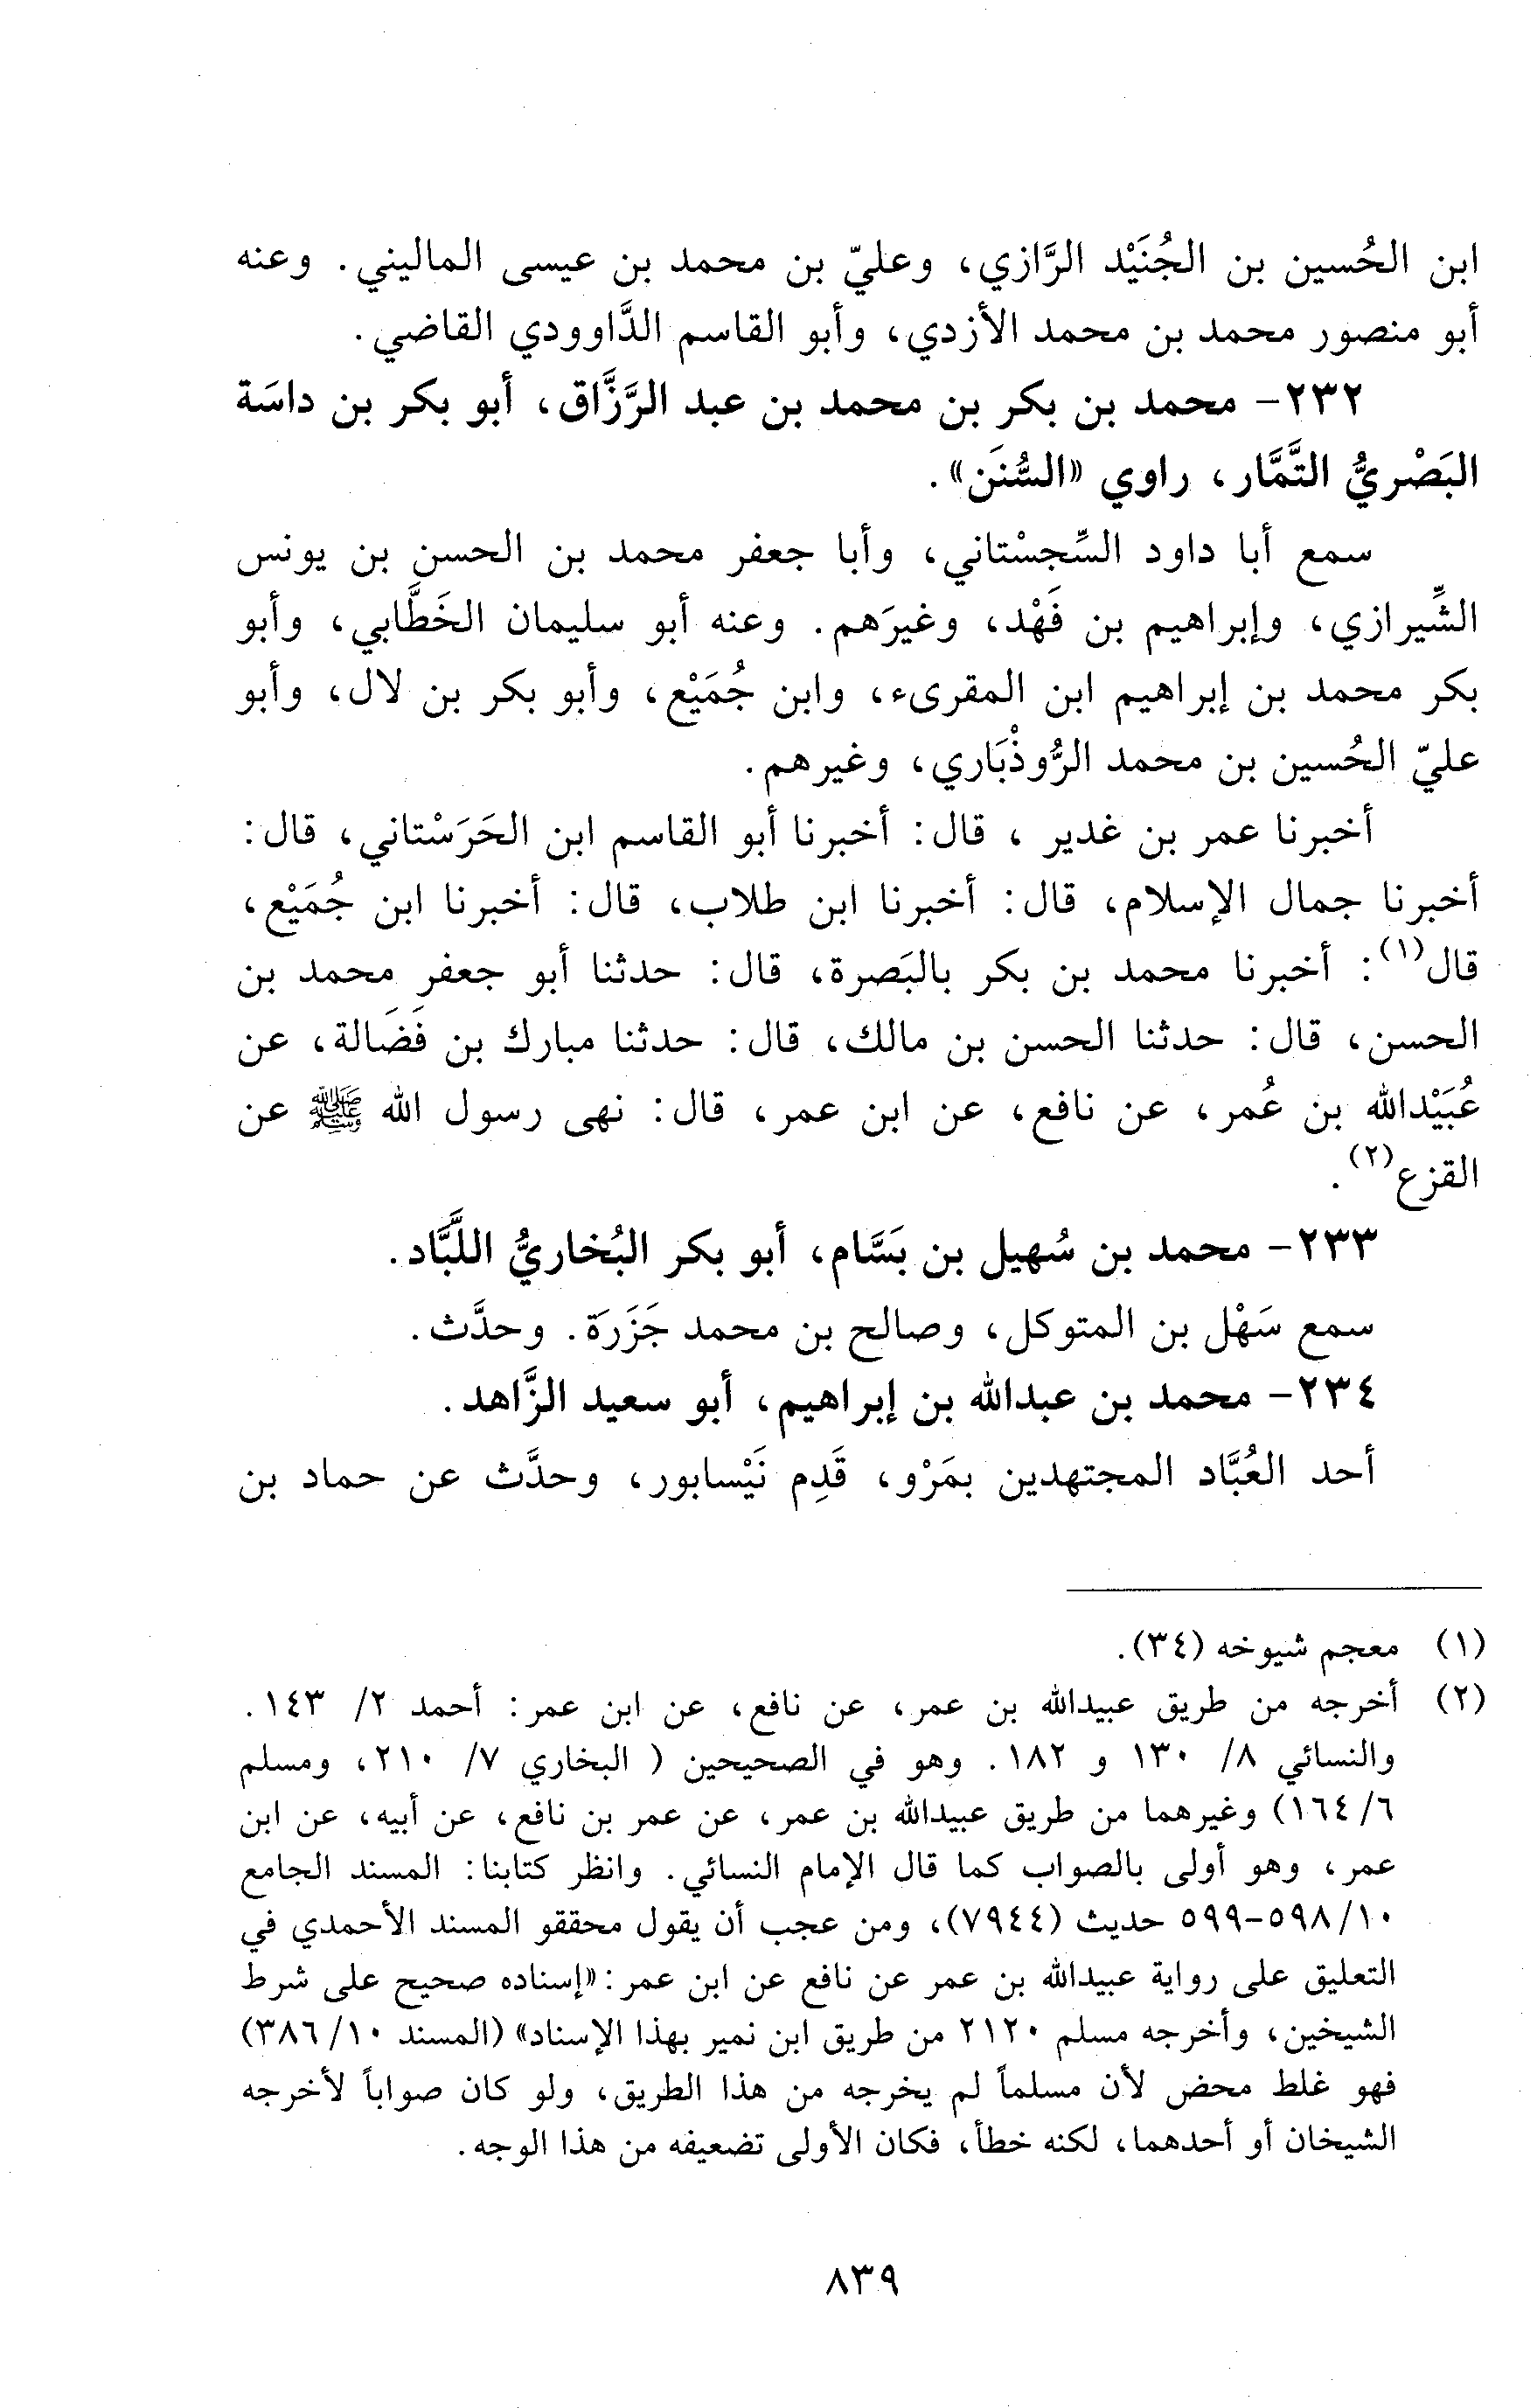 ابن الحُسين بن الجُنَيْد الرَّازي، وعليّ بن محمد بن عيسى الماليني. وعنه
أبو منصور محمد بن محمد الأزدي، وأبو القاسم الدَّاوودي القاضي.
٢٣٢- محمد بن بكر بن محمد بن عبد الرَّزَّاق، أبو بكر بن داسَة
البَصْريُّ التَّمَّار، راوي «السُّنَن».
سمع أبا داود السِّجسْتاني، وأبا جعفر محمد بن الحسن بن يونس
الشِّيرازي، وإبراهيم بن فَهْد، وغيرَهم. وعنه أبو سليمان الخَطَّابي، وأبو
بكر محمد بن إبراهيم ابن المقرىء، وابن جُمَيْع، وأبو بكر بن لال، وأبو
عليّ الحُسين بن محمد الرُّوذْبَاري، وغيرهم.
أخبرنا عمر بن غدير ، قال: أخبرنا أبو القاسم ابن الحَرَسْتاني، قال:
أخبرنا جمال الإسلام، قال: أخبرنا ابن طلاب، قال: أخبرنا ابن جُمَيْع،
قال(١): أخبرنا محمد بن بكر بالبَصرة، قال: حدثنا أبو جعفر محمد بن
الحسن، قال: حدثنا الحسن بن مالك، قال: حدثنا مبارك بن فَضَالة، عن
عُبَيْدالله بن عُمر، عن نافع، عن ابن عمر، قال: نهى رسول الله ﷺ عن
القزع(٢).
٢٣٣- محمد بن سُهيل بن بَسَّام، أبو بكر البُخاريُّ اللَّبَّاد.
سمع سَهْل بن المتوكل، وصالح بن محمد جَزَرَة. وحدَّث.
٢٣٤- محمد بن عبدالله بن إبراهيم، أبو سعيد الزَّاهد.
أحد العُبَّاد المجتهدين بمَرْو، قَدِم نَيْسابور، وحدَّث عن حماد بن
(١) معجم شيوخه (٣٤).
(٢) أخرجه من طريق عبيدالله بن عمر، عن نافع، عن ابن عمر: أحمد ٢/ ١٤٣.
والنسائي ٨/ ١٣٠ و ١٨٢. وهو في الصحيحين ( البخاري ٧/ ٢١٠، ومسلم
٦/ ١٦٤) وغيرهما من طريق عبيدالله بن عمر، عن عمر بن نافع، عن أبيه، عن ابن
عمر، وهو أولى بالصواب كما قال الإمام النسائي. وانظر كتابنا: المسند الجامع
١٠/ ٥٩٨-٥٩٩ حديث (٧٩٤٤)، ومن عجب أن يقول محققو المسند الأحمدي في
التعليق على رواية عبيدالله بن عمر عن نافع عن ابن عمر: «إسناده صحيح على شرط
الشيخين، وأخرجه مسلم ٢١٢٠ من طريق ابن نمير بهذا الإسناد» (المسند ١٠/ ٣٨٦)
فهو غلط محض لأن مسلماً لم يخرجه من هذا الطريق، ولو كان صواباً لأخرجه
الشيخان أو أحدهما، لكنه خطأ، فكان الأولى تضعيفه من هذا الوجه.
٨٣٩